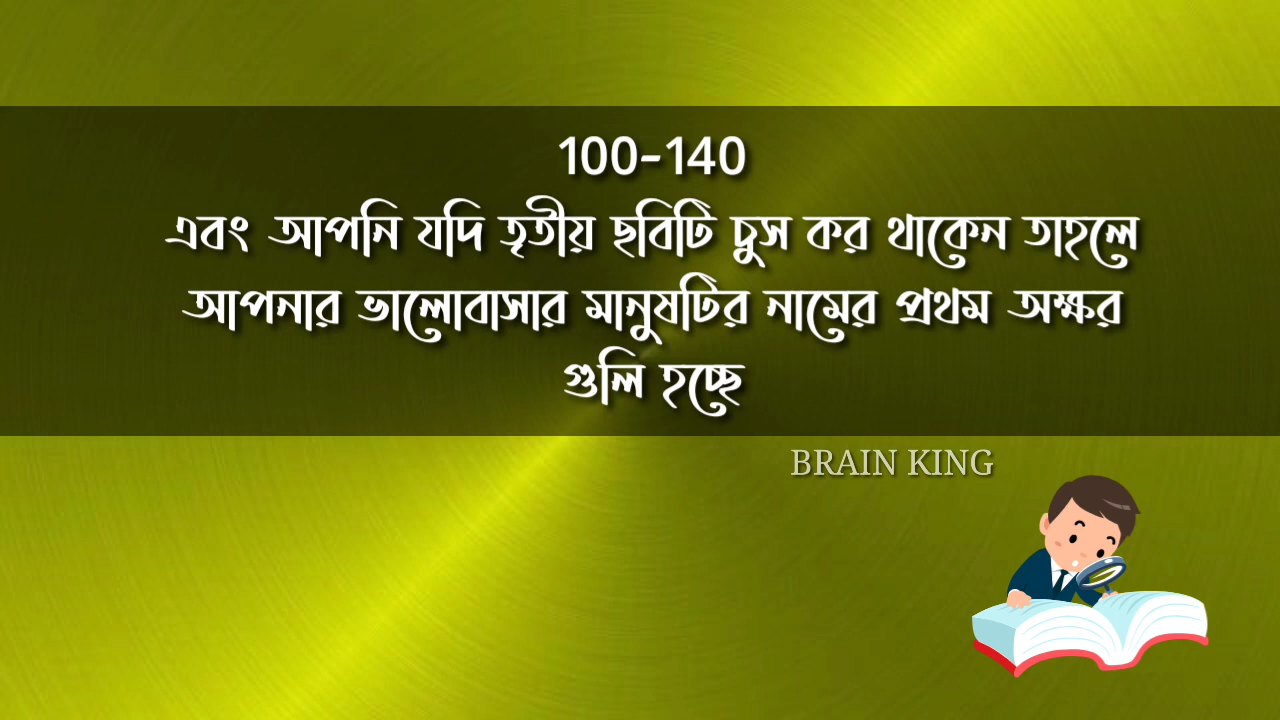 100-140
এবং আপনি যদি তৃতীয় ছবিটি চুস কর থাকেন তাহলে
আপনার ভালোবাসার মানুষটির নামের প্রথম অক্ষর
গুলি হচ্ছে
BRAIN KING